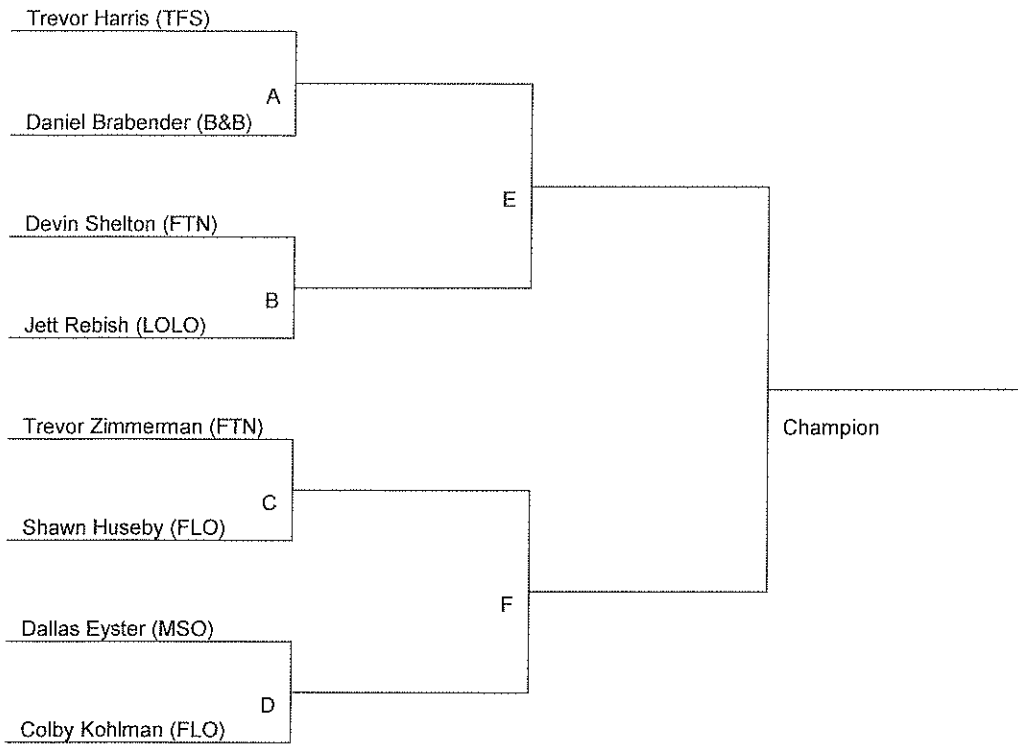 Trevor Harris (TFS)
A
Daniel Brabender (B&B)
E
Devin Shelton (FTN)
B
Jett Rebish (LOLO)
Trevor Zimmerman (FTN)
Champion
C
Shawn Huseby (FLO)
F
Dallas Eyster (MSO)
D
Colby Kohlman (FLO)